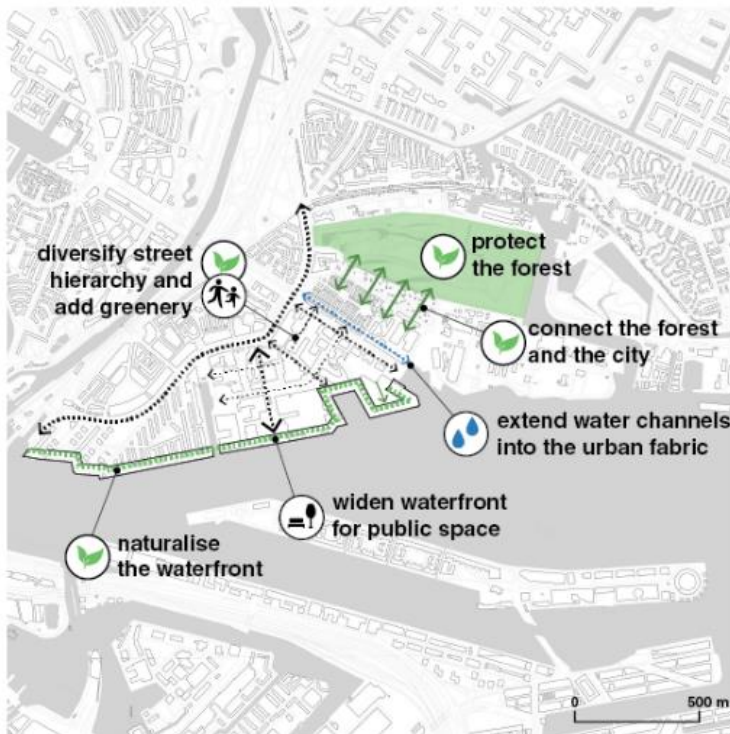 diversify street
hierarchy and
add greenery
protect
the forest
connect the forest
and the city
extend water channels
into the urban fabric
widen waterfront
for public space
naturalise
the waterfront
0 500 m